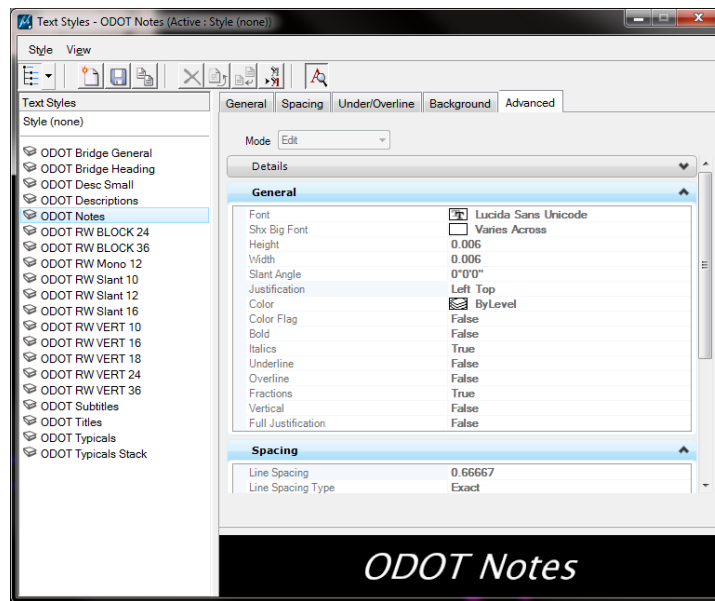 Text Styles - ODOT Notes (Active : Style (none))
Style View
Text Styles
Style (none)
ODOT Bridge General
ODOT Bridge Heading
ODOT Desc Small
ODOT Descriptions
ODOT Notes
ODOT RW BLOCK 24
ODOT RW BLOCK 36
ODOT RW Mono 12
ODOT RW Slant 10
ODOT RW Slant 12
ODOT RW Slant 16
ODOT RW VERT 10
ODOT RW VERT 16
ODOT RW VERT 18
ODOT RW VERT 24
ODOT RW VERT 36
ODOT Subtitles
ODOT Titles
ODOT Typicals
ODOT Typicals Stack
General Spacing Under/Overline Background Advanced
Mode Edit
Details
General
Font Lucida Sans Unicode
Shx Big Font Varies Across
Height 0.006
Width 0.006
Slant Angle 0°0'0"
Justification Left Top
Color ByLevel
Color Flag False
Bold False
Italics True
Underline False
Overline False
Fractions True
Vertical False
Full Justification False
Spacing
Line Spacing 0.66667
Line Spacing Type Exact
ODOT Notes